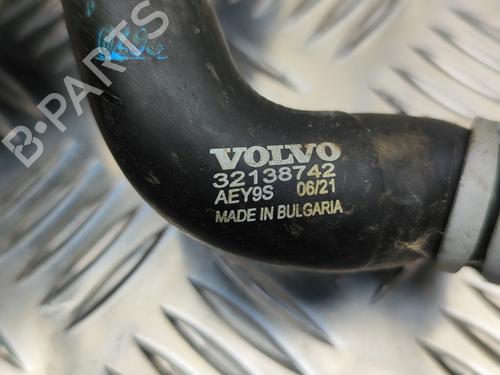 B-PARTS
VOLVO
32138742
AEY9S 06/21
MADE IN BULGARIA